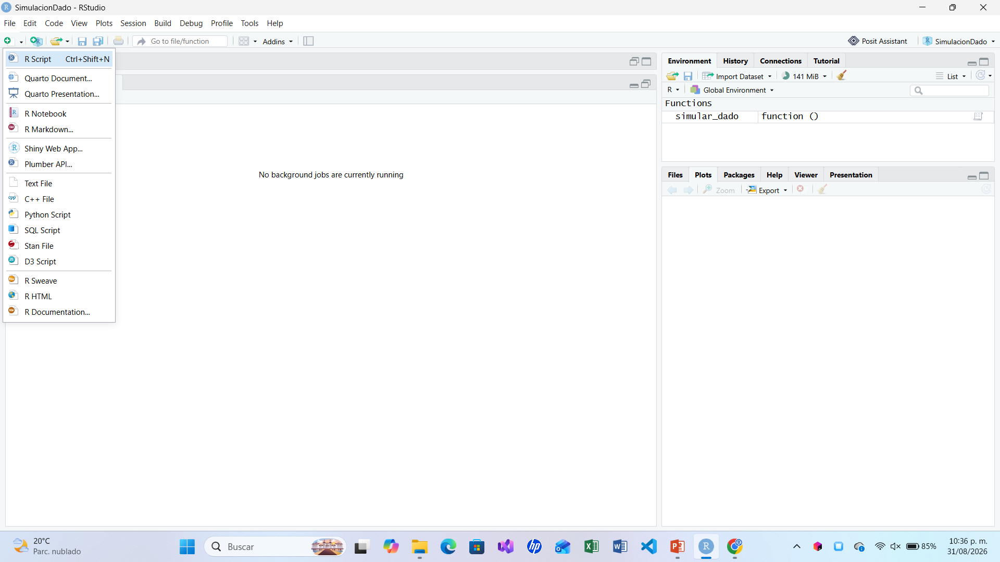 SimulacionDado - RStudio
File Edit Code View Plots Session Build Debug Profile Tools Help
Go to file/function Addins Posit Assistant SimulacionDado
R Script Ctrl+Shift+N
Quarto Document...
Quarto Presentation...
R Notebook
R Markdown...
Shiny Web App...
Plumber API...
Text File
C++ File
Python Script
SQL Script
Stan File
D3 Script
R Sweave
R HTML
R Documentation...
No background jobs are currently running
Environment History Connections Tutorial
Import Dataset 141 MiB List
R Global Environment
Functions
simular_dado function ()
Files Plots Packages Help Viewer Presentation
Zoom Export
20°C
Parc. nublado
Buscar
85%
10:36 p. m.
31/08/2026